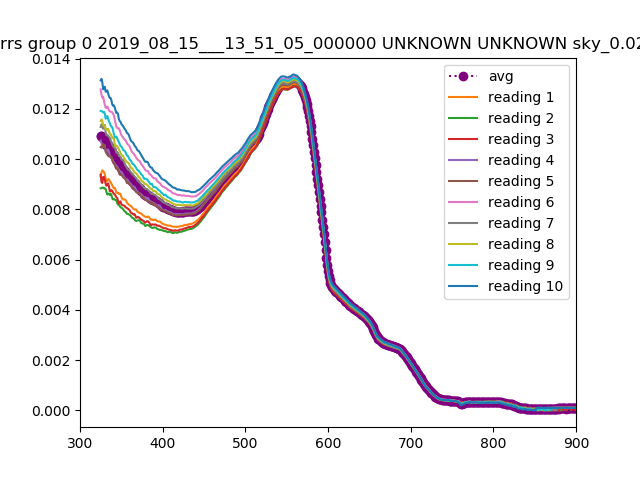 rrs group 0 2019_08_15___13_51_05_000000 UNKNOWN UNKNOWN sky_0.02
0.014
0.012
0.010
0.008
0.006
0.004
0.002
0.000
300 400 500 600 700 800 900
avg
reading 1
reading 2
reading 3
reading 4
reading 5
reading 6
reading 7
reading 8
reading 9
reading 10